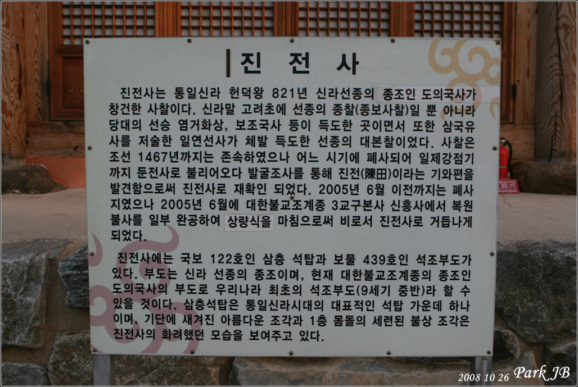 진 전 사
진전사는 통일신라 헌덕왕 821년 신라선종의 종조인 도의국사가
창건한 사찰이다. 신라말 고려초에 선종의 종찰(종보사찰)일 뿐 아니라
당대의 선승 염거화상, 보조국사 등이 득도한 곳이면서 또한 삼국유
사를 저술한 일연선사가 체발 득도한 선종의 대본찰이었다. 사찰은
조선 1467년까지는 존속하였으나 어느 시기에 폐사되어 일제강점기
까지 둔전사로 불리어오다 발굴조사를 통해 진전(陳田)이라는 기와편을
발견함으로써 진전사로 재확인 되었다. 2005년 6월 이전까지는 폐사
지였으나 2005년 6월에 대한불교조계종 3교구본사 신흥사에서 복원
불사를 일부 완공하여 상량식을 마침으로써 비로서 진전사로 거듭나게
되었다.
진전사에는 국보 122호인 삼층 석탑과 보물 439호인 석조부도가
있다. 부도는 신라 선종의 종조이며, 현재 대한불교조계종의 종조인
도의국사의 부도로 우리나라 최초의 석조부도(9세기 중반)라 할 수
있을 것이다. 삼층석탑은 통일신라시대의 대표적인 석탑 가운데 하나
이며, 기단에 새겨진 아름다운 조각과 1층 몸돌의 세련된 불상 조각은
진전사의 화려했던 모습을 보여주고 있다.
2008 10 26 Park JB